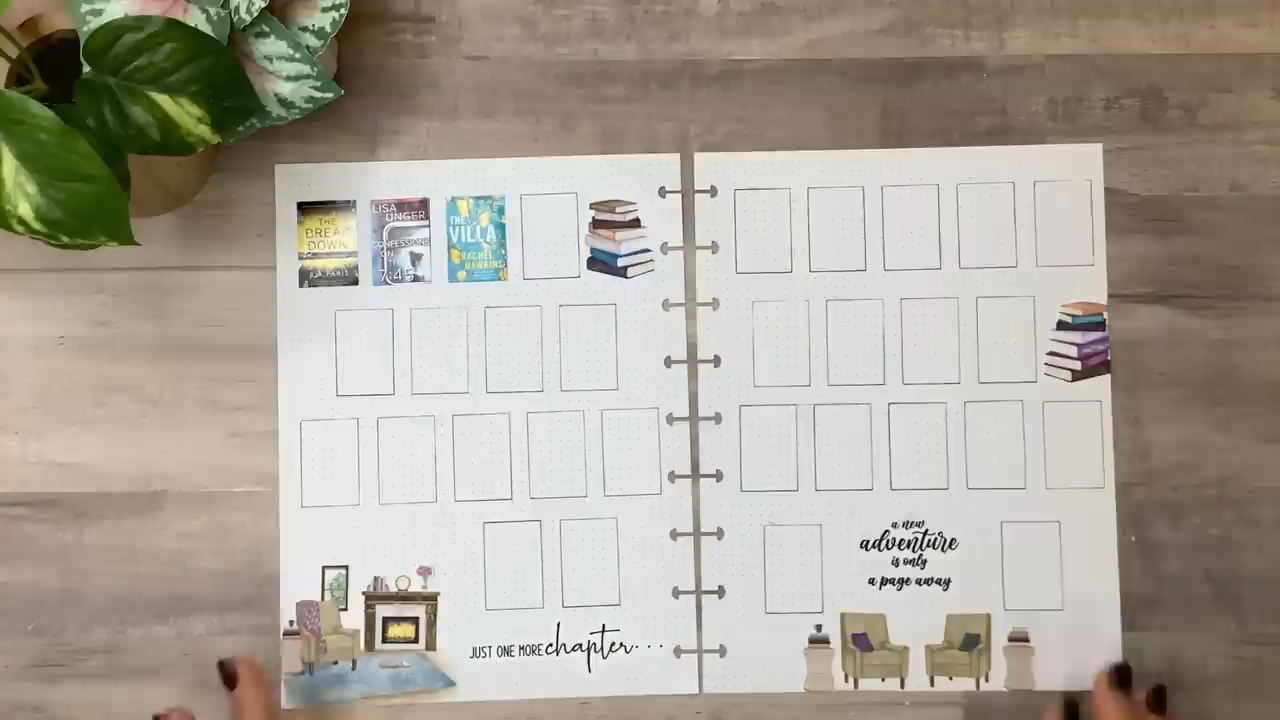 THE
BREAK
DOWN
B.A. PARIS
LISA
UNGER
CONFESSIONS
ON
7:45
THE
VILLA
RACHEL
HAWKINS
JUST ONE MORE chapter...
a new
adventure
is only
a page away